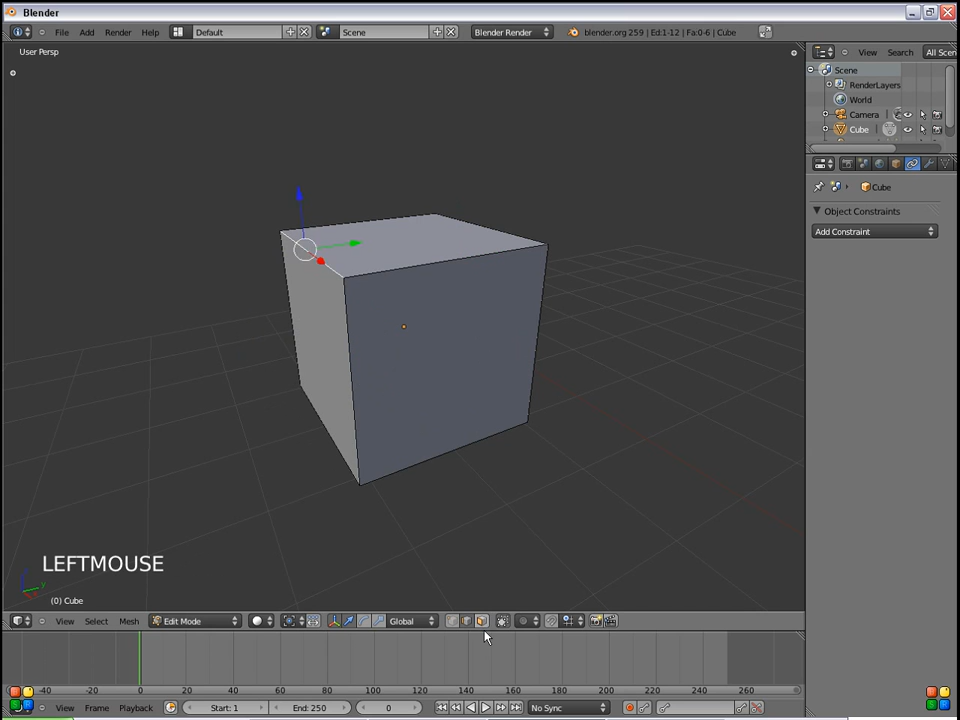 Blender
File Add Render Help Default Scene Blender Render blender.org 259 | Ed:1-12 | Fa:0-6 | Cube
User Persp
View Search All Scen
Scene
RenderLayers
World
Camera
Cube
Cube
Object Constraints
Add Constraint
LEFTMOUSE
(0) Cube
View Select Mesh Edit Mode Global
-40 -20 0 20 40 60 80 100 120 140 160 180 200 220 240 260
View Frame Playback Start: 1 End: 250 0 No Sync